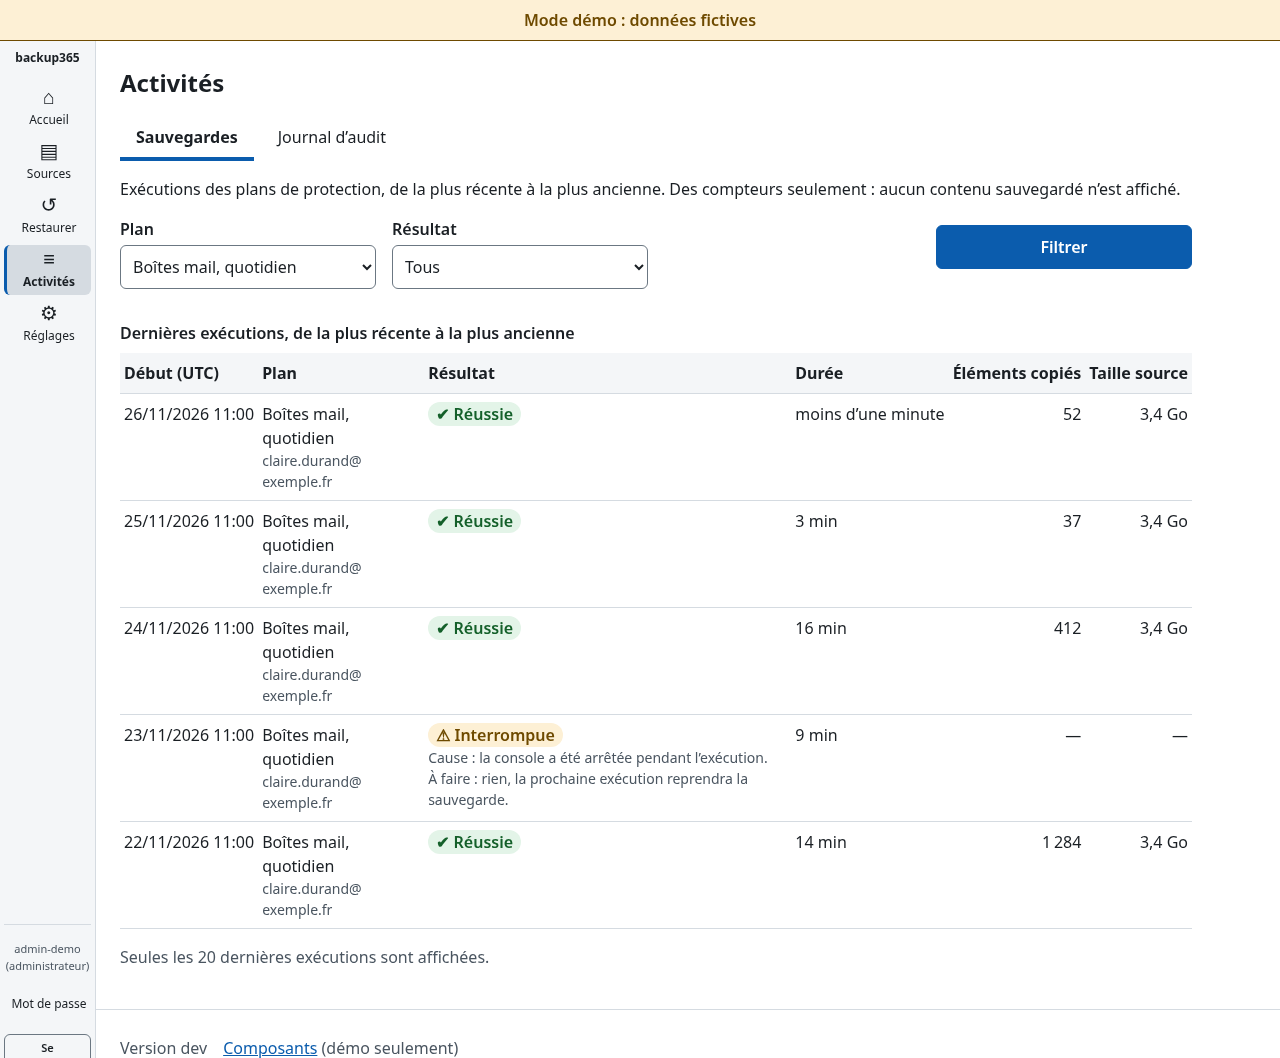 Mode démo : données fictives
backup365
Accueil
Sources
Restaurer
Activités
Réglages
admin-demo
(administrateur)
Mot de passe
Se
Activités
Sauvegardes
Journal d’audit
Exécutions des plans de protection, de la plus récente à la plus ancienne. Des compteurs seulement : aucun contenu sauvegardé n’est affiché.
Plan
Résultat
Boîtes mail, quotidien
Tous
Filtrer
Dernières exécutions, de la plus récente à la plus ancienne
Début (UTC) Plan Résultat Durée Éléments copiés Taille source
26/11/2026 11:00 Boîtes mail, ✔ Réussie moins d’une minute 52 3,4 Go
quotidien
claire.durand@
exemple.fr
25/11/2026 11:00 Boîtes mail, ✔ Réussie 3 min 37 3,4 Go
quotidien
claire.durand@
exemple.fr
24/11/2026 11:00 Boîtes mail, ✔ Réussie 16 min 412 3,4 Go
quotidien
claire.durand@
exemple.fr
23/11/2026 11:00 Boîtes mail, ⚠ Interrompue 9 min — —
quotidien
claire.durand@
exemple.fr
Cause : la console a été arrêtée pendant l’exécution.
À faire : rien, la prochaine exécution reprendra la
sauvegarde.
22/11/2026 11:00 Boîtes mail, ✔ Réussie 14 min 1 284 3,4 Go
quotidien
claire.durand@
exemple.fr
Seules les 20 dernières exécutions sont affichées.
Version dev Composants (démo seulement)